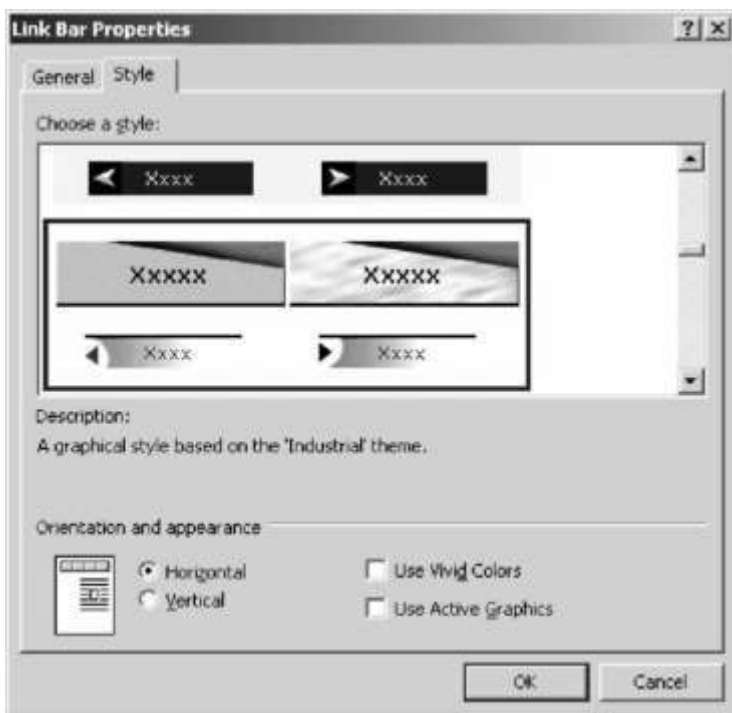 Link Bar Properties
General Style
Choose a style:
Xxxx Xxxx
Xxxxx Xxxxx
Xxxx Xxxx
Description:
A graphical style based on the 'Industrial' theme.
Orientation and appearance
Horizontal Use Vivid Colors
Vertical Use Active Graphics
OK Cancel